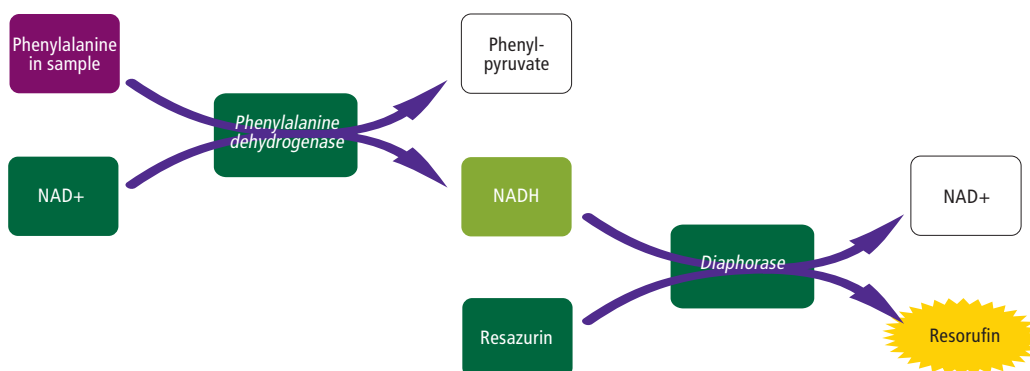 Phenylalanine
in sample
Phenyl-
pyruvate
Phenylalanine
dehydrogenase
NAD+
NADH
NAD+
Diaphorase
Resazurin
Resorufin